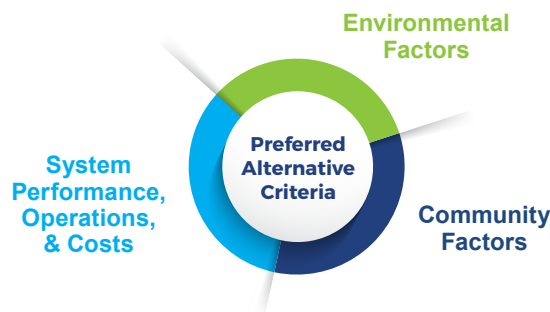 Environmental
Factors
Preferred
Alternative
Criteria
System
Performance,
Operations,
& Costs
Community
Factors